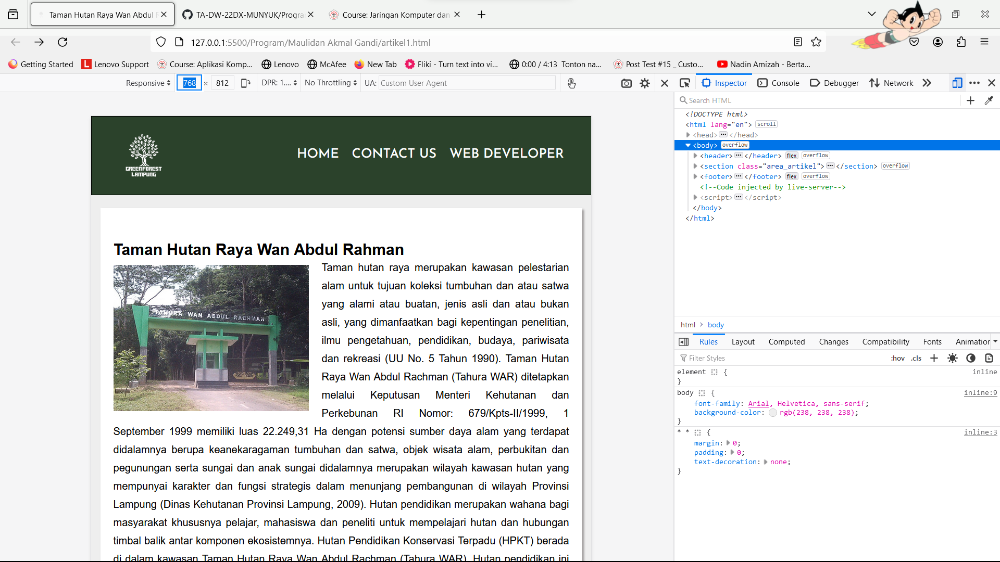 Taman Hutan Raya Wan Abdul R
TA-DW-22DX-MUNYUK/Progra
Course: Jaringan Komputer dan
127.0.0.1:5500/Program/Maulidan Akmal Gandi/artikel1.html
Getting Started
Lenovo Support
Course: Aplikasi Komp...
Lenovo
McAfee
New Tab
Fliki - Turn text into vi...
0:00 / 4:13 Tonton na...
Post Test #15 _ Custo...
Nadin Amizah - Berta...
Responsive
768 × 812
DPR: 1....
No Throttling
UA: Custom User Agent
Inspector
Console
Debugger
Network
Search HTML
<!DOCTYPE html>
<html lang="en"> scroll
<head> ••• </head>
<body> overflow
<header> ••• </header> flex overflow
<section class="area_artikel"> ••• </section> overflow
<footer> ••• </footer> flex overflow
<!--Code injected by live-server-->
<script> ••• </script>
</body>
</html>
html > body
Rules
Layout
Computed
Changes
Compatibility
Fonts
Animation
Filter Styles
:hov .cls
element { inline
}
body { inline:9
font-family: Arial, Helvetica, sans-serif;
background-color: rgb(238, 238, 238);
}
* * { inline:3
margin: 0;
padding: 0;
text-decoration: none;
}
GREEN FOREST
LAMPUNG
HOME
CONTACT US
WEB DEVELOPER
Taman Hutan Raya Wan Abdul Rahman
TAHURA WAN ABDUL RACHMAN
Taman hutan raya merupakan kawasan pelestarian
alam untuk tujuan koleksi tumbuhan dan atau satwa
yang alami atau buatan, jenis asli dan atau bukan
asli, yang dimanfaatkan bagi kepentingan penelitian,
ilmu pengetahuan, pendidikan, budaya, pariwisata
dan rekreasi (UU No. 5 Tahun 1990). Taman Hutan
Raya Wan Abdul Rachman (Tahura WAR) ditetapkan
melalui Keputusan Menteri Kehutanan dan
Perkebunan RI Nomor: 679/Kpts-II/1999, 1
September 1999 memiliki luas 22.249,31 Ha dengan potensi sumber daya alam yang terdapat
didalamnya berupa keanekaragaman tumbuhan dan satwa, objek wisata alam, perbukitan dan
pegunungan serta sungai dan anak sungai didalamnya merupakan wilayah kawasan hutan yang
mempunyai karakter dan fungsi strategis dalam menunjang pembangunan di wilayah Provinsi
Lampung (Dinas Kehutanan Provinsi Lampung, 2009). Hutan pendidikan merupakan wahana bagi
masyarakat khususnya pelajar, mahasiswa dan peneliti untuk mempelajari hutan dan hubungan
timbal balik antar komponen ekosistemnya. Hutan Pendidikan Konservasi Terpadu (HPKT) berada
di dalam kawasan Taman Hutan Raya Wan Abdul Rachman (Tahura WAR). Hutan pendidikan ini